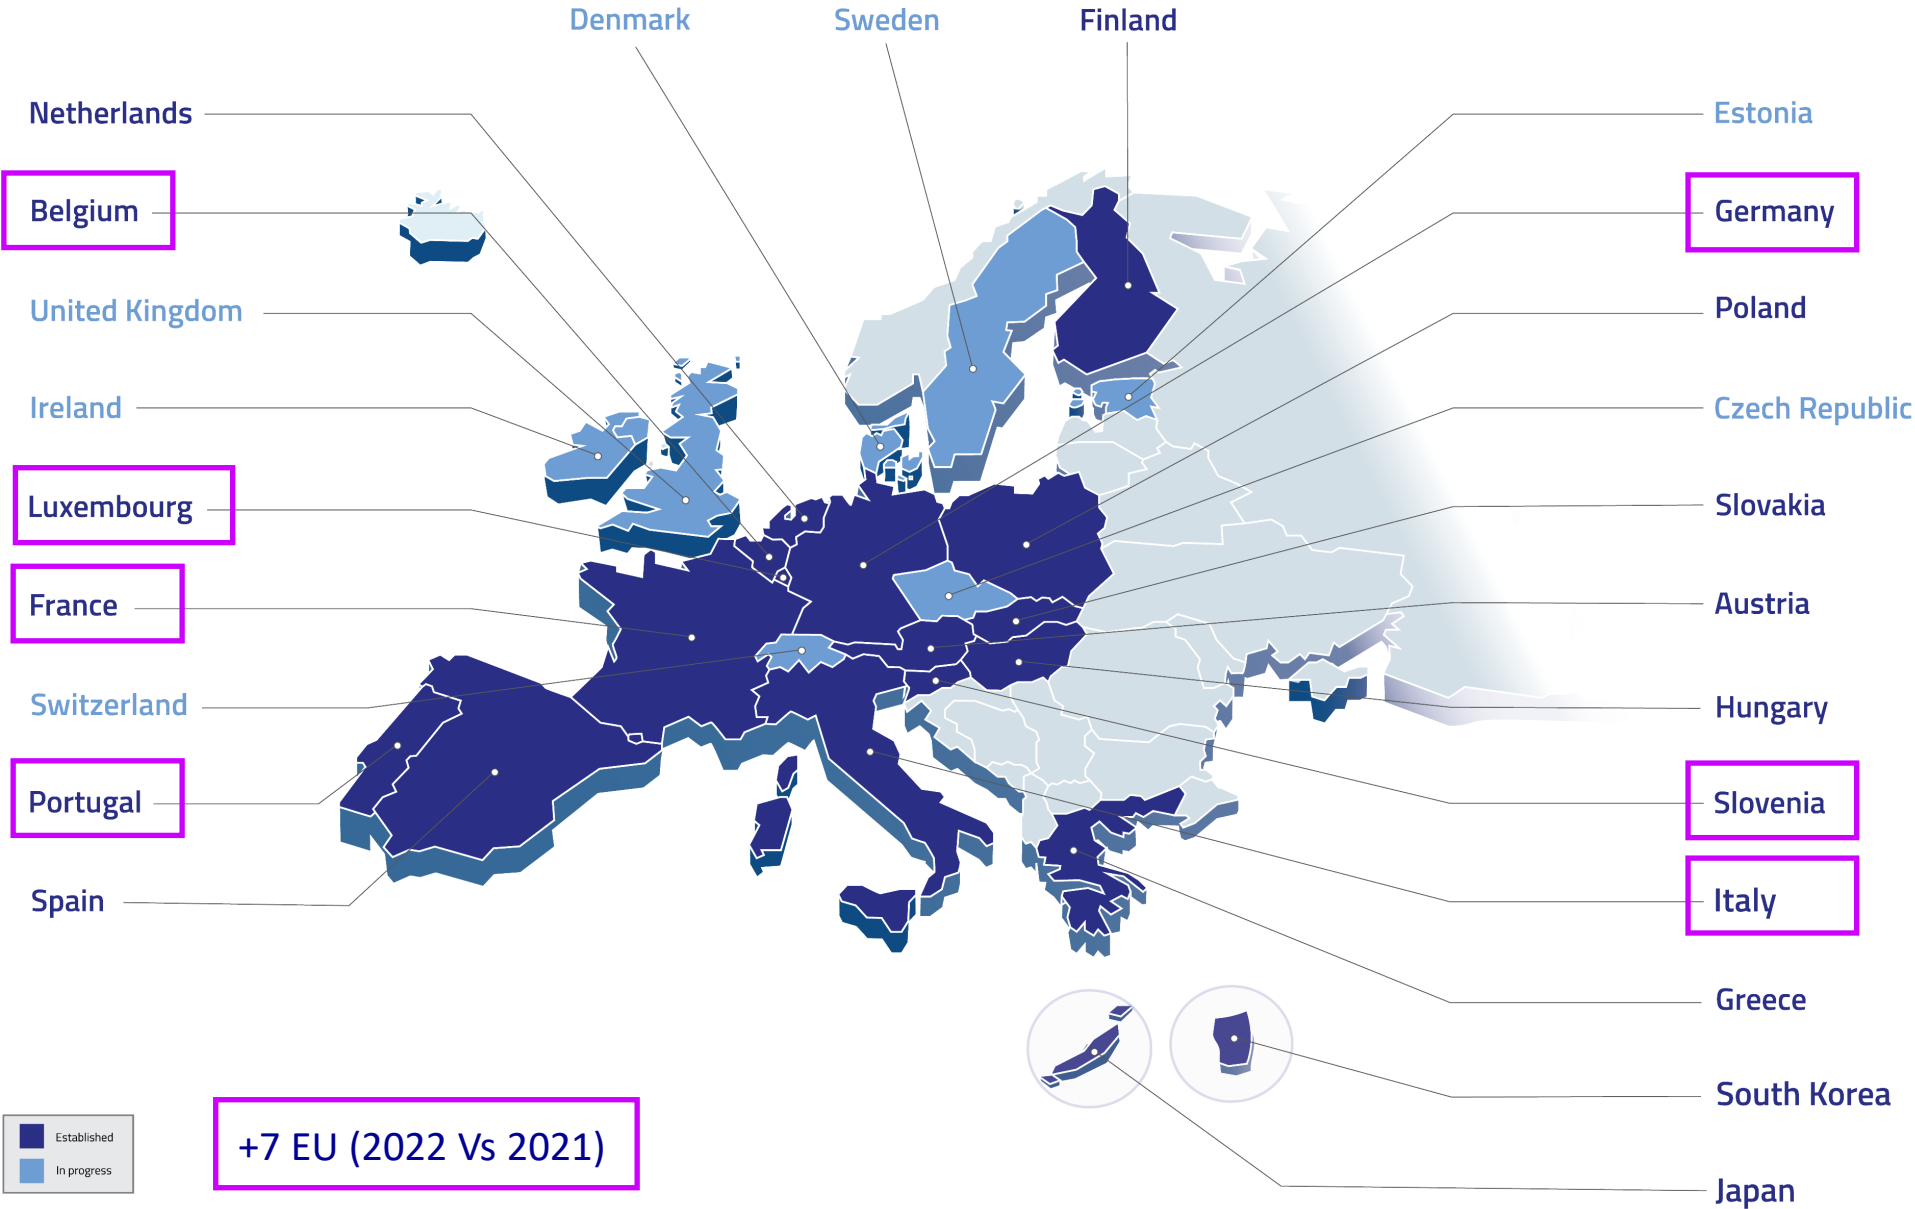 Denmark
Sweden
Finland
Netherlands
Belgium
United Kingdom
Ireland
Luxembourg
France
Switzerland
Portugal
Spain
Estonia
Germany
Poland
Czech Republic
Slovakia
Austria
Hungary
Slovenia
Italy
Greece
South Korea
Japan
Established
In progress
+7 EU (2022 Vs 2021)